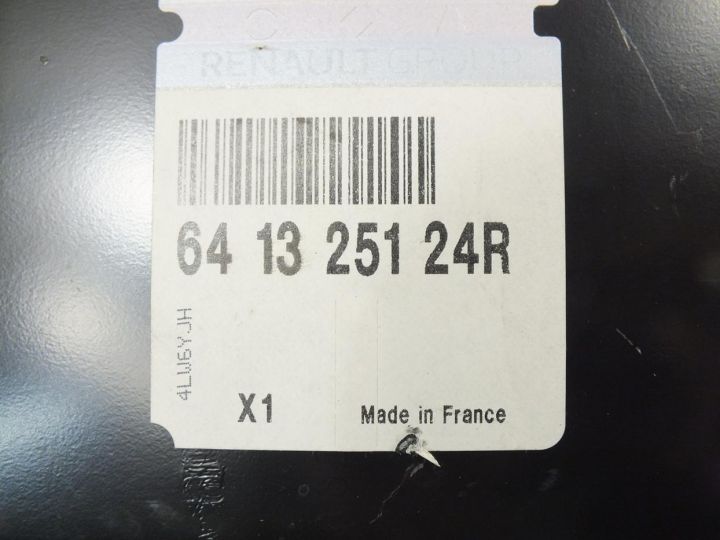 RENAULT GROUP
64 13 251 24R
4LW6YJH
X1
Made in France